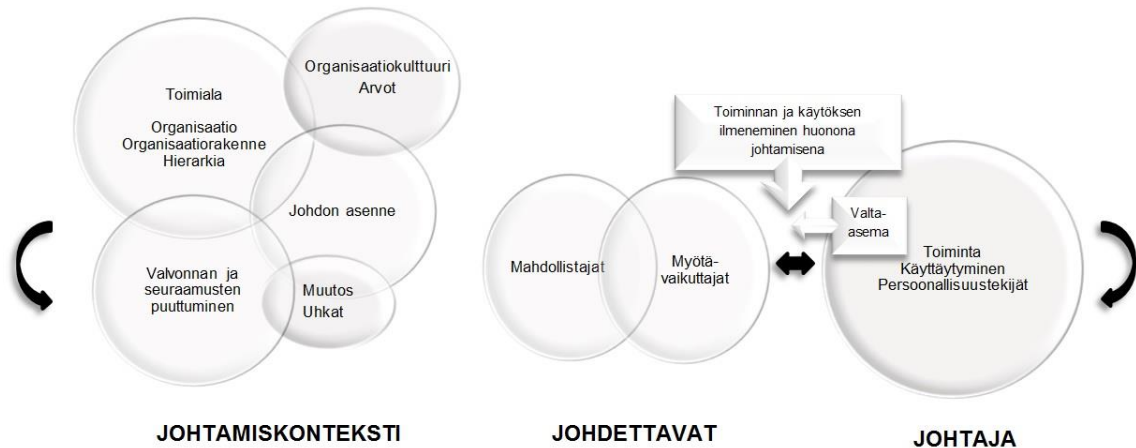 Toimiala
Organisaatio
Organisaatiorakenne
Hierarkia
Organisaatiokulttuuri
Arvot
Johdon asenne
Valvonnan ja
seuraamusten
puuttuminen
Muutos
Uhkat
JOHTAMISKONTEKSTI
Mahdollistajat
Myötä-
vaikuttajat
JOHDETTAVAT
Toiminnan ja käytöksen
ilmeneminen huonona
johtamisena
Valta-
asema
Toiminta
Käyttäytyminen
Persoonallisuustekijät
JOHTAJA